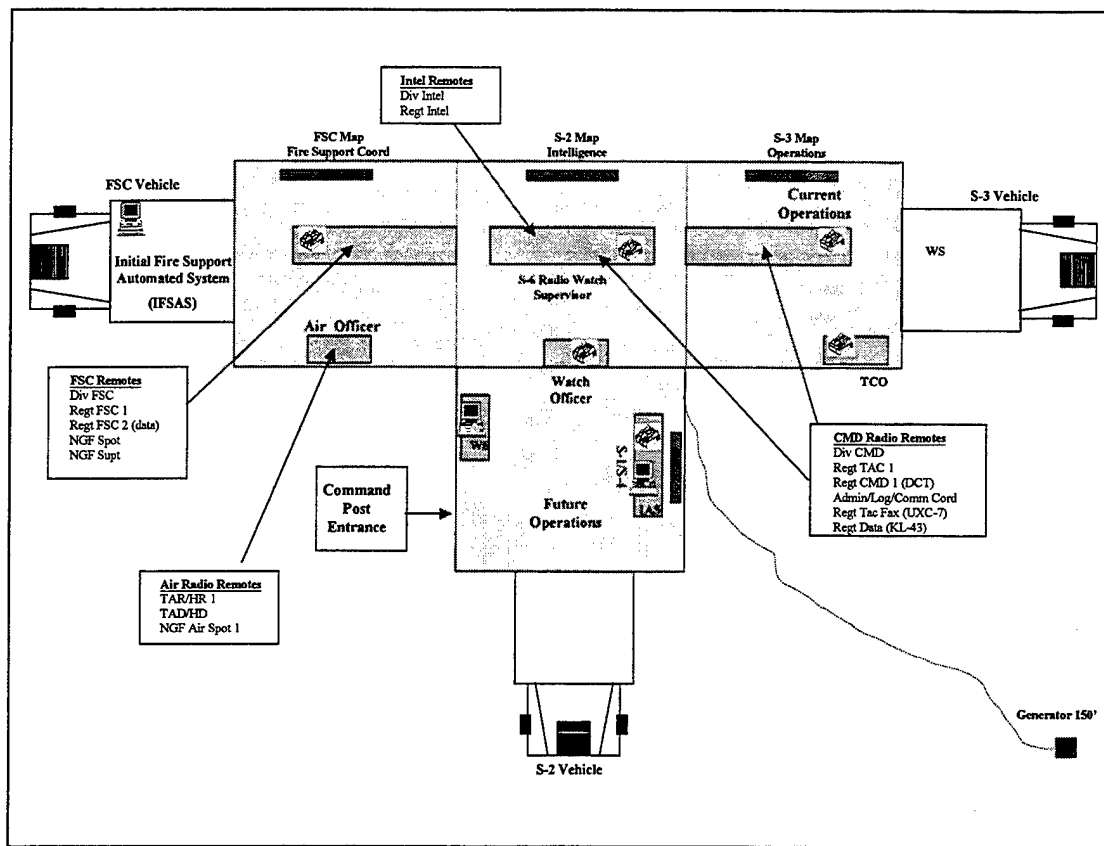 Intel Remotes
Div Intel
Regt Intel
FSC Map
Fire Support Coord
S-2 Map
Intelligence
S-3 Map
Operations
FSC Vehicle
S-3 Vehicle
Current
Operations
Initial Fire Support
Automated System
(IFSAS)
WS
S-6 Radio Watch
Supervisor
Air Officer
Watch
Officer
TCO
FSC Remotes
Div FSC
Regt FSC 1
Regt FSC 2 (data)
NGF Spot
NGF Supt
WS
S-1/S-4
IAS
CMD Radio Remotes
Div CMD
Regt TAC 1
Regt CMD 1 (DCT)
Admin/Log/Comm Cord
Regt Tac Fax (UXC-7)
Regt Data (KL-43)
Command
Post
Entrance
Future
Operations
Air Radio Remotes
TAR/HR 1
TAD/HD
NGF Air Spot 1
Generator 150'
S-2 Vehicle